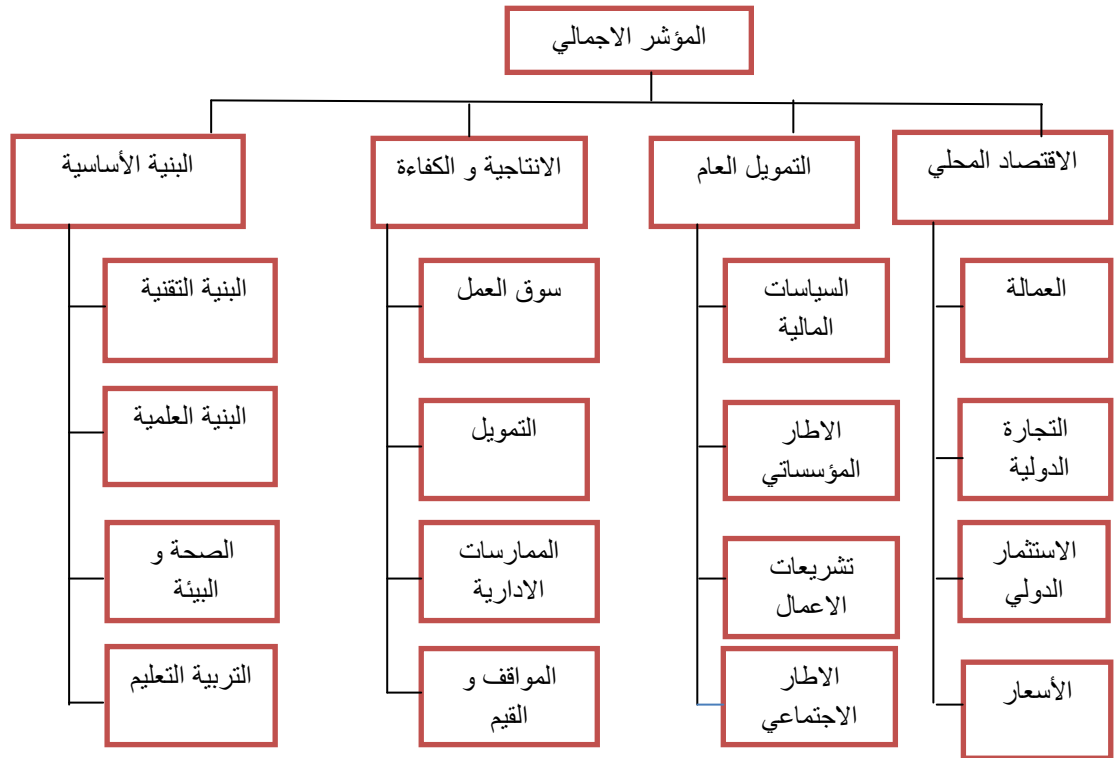 المؤشر الاجمالي
الاقتصاد المحلي
التمويل العام
الانتاجية و الكفاءة
البنية الأساسية
العمالة
التجارة
الدولية
الاستثمار
الدولي
الأسعار
السياسات
المالية
الاطار
المؤسساتي
تشريعات
الاعمال
الاطار
الاجتماعي
سوق العمل
التمويل
الممارسات
الادارية
المواقف و
القيم
البنية التقنية
البنية العلمية
الصحة و
البيئة
التربية التعليم